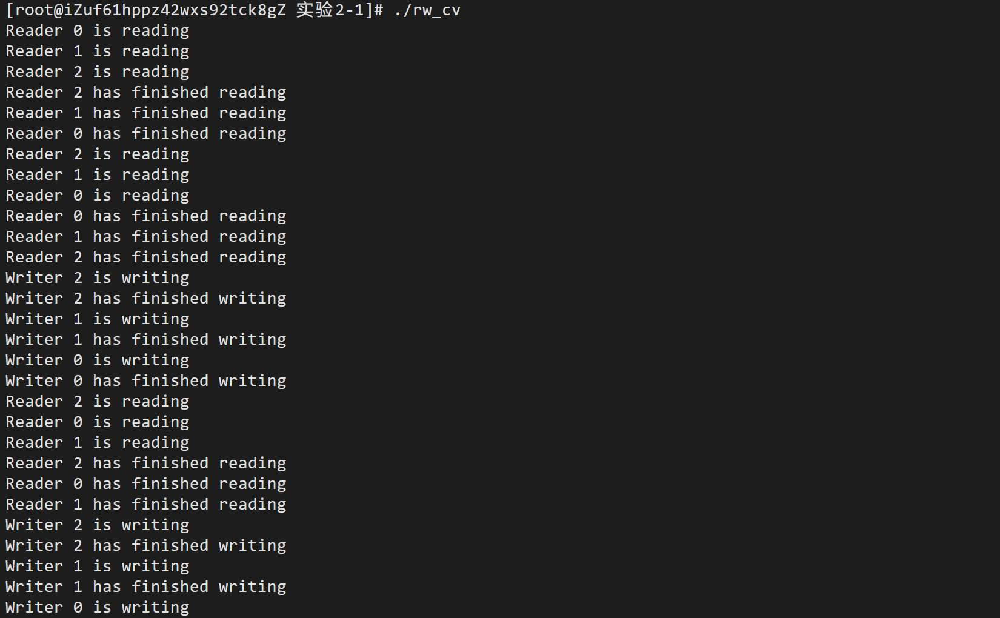 [root@iZuf61hppz42wxs92tck8gZ 实验2-1]# ./rw_cv
Reader 0 is reading
Reader 1 is reading
Reader 2 is reading
Reader 2 has finished reading
Reader 1 has finished reading
Reader 0 has finished reading
Reader 2 is reading
Reader 1 is reading
Reader 0 is reading
Reader 0 has finished reading
Reader 1 has finished reading
Reader 2 has finished reading
Writer 2 is writing
Writer 2 has finished writing
Writer 1 is writing
Writer 1 has finished writing
Writer 0 is writing
Writer 0 has finished writing
Reader 2 is reading
Reader 0 is reading
Reader 1 is reading
Reader 2 has finished reading
Reader 0 has finished reading
Reader 1 has finished reading
Writer 2 is writing
Writer 2 has finished writing
Writer 1 is writing
Writer 1 has finished writing
Writer 0 is writing